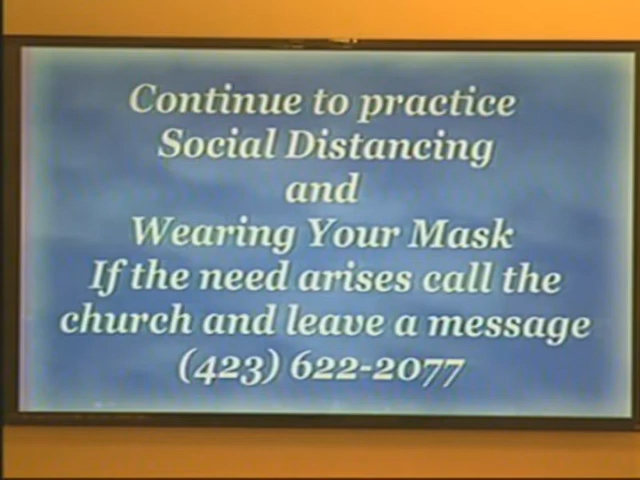 Continue to practice
Social Distancing
and
Wearing Your Mask
If the need arises call the
church and leave a message
(423) 622-2077